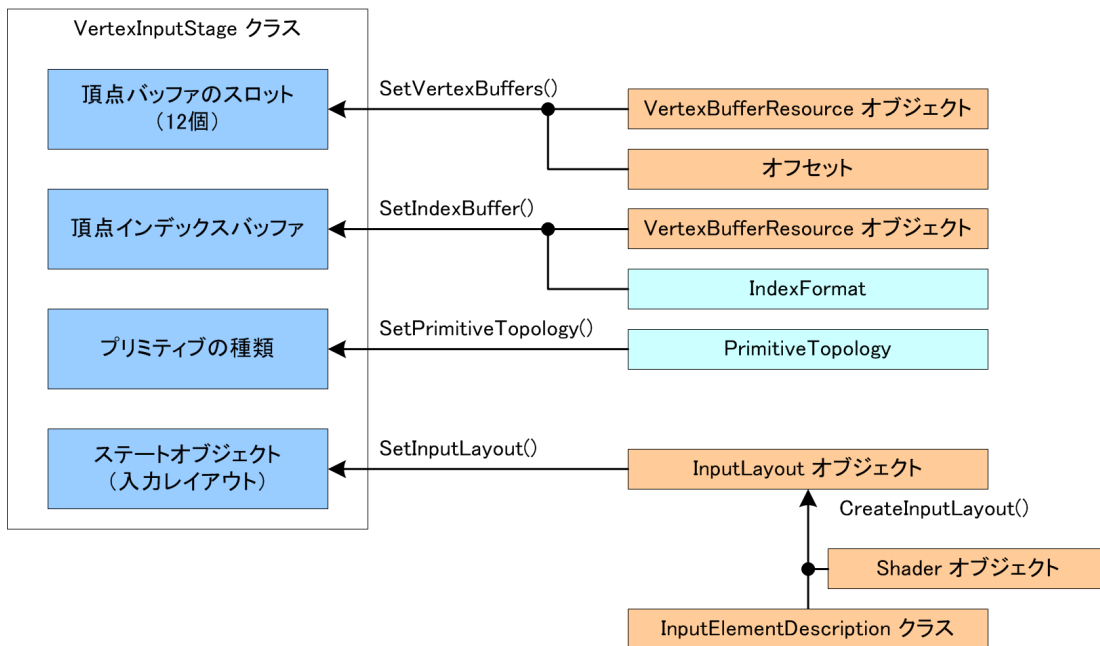 VertexInputStage クラス
頂点バッファのスロット
（12個）
SetVertexBuffers()
VertexBufferResource オブジェクト
オフセット
頂点インデックスバッファ
SetIndexBuffer()
VertexBufferResource オブジェクト
IndexFormat
プリミティブの種類
SetPrimitiveTopology()
PrimitiveTopology
ステートオブジェクト
（入力レイアウト）
SetInputLayout()
InputLayout オブジェクト
CreateInputLayout()
Shader オブジェクト
InputElementDescription クラス